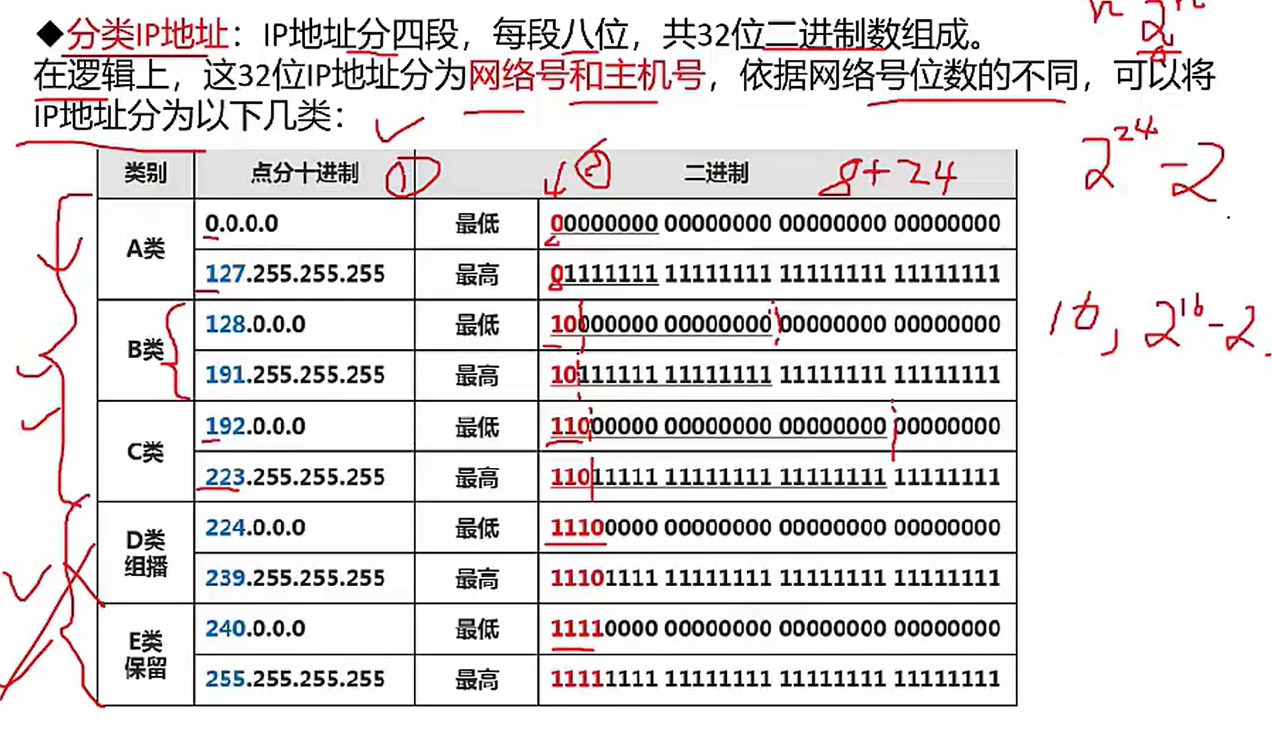 ◆分类IP地址：IP地址分四段，每段八位，共32位二进制数组成。
n 2ⁿ
在逻辑上，这32位IP地址分为网络号和主机号，依据网络号位数的不同，可以将
IP地址分为以下几类：
2²⁴-2
类别 点分十进制 ① ② 二进制 8+24
A类
0.0.0.0 最低 00000000 00000000 00000000 00000000
127.255.255.255 最高 01111111 11111111 11111111 11111111
B类
128.0.0.0 最低 10000000 00000000 00000000 00000000
16, 2¹⁶-2
191.255.255.255 最高 10111111 11111111 11111111 11111111
C类
192.0.0.0 最低 11000000 00000000 00000000 00000000
223.255.255.255 最高 11011111 11111111 11111111 11111111
D类
组播
224.0.0.0 最低 11100000 00000000 00000000 00000000
239.255.255.255 最高 11101111 11111111 11111111 11111111
E类
保留
240.0.0.0 最低 11110000 00000000 00000000 00000000
255.255.255.255 最高 11111111 11111111 11111111 11111111